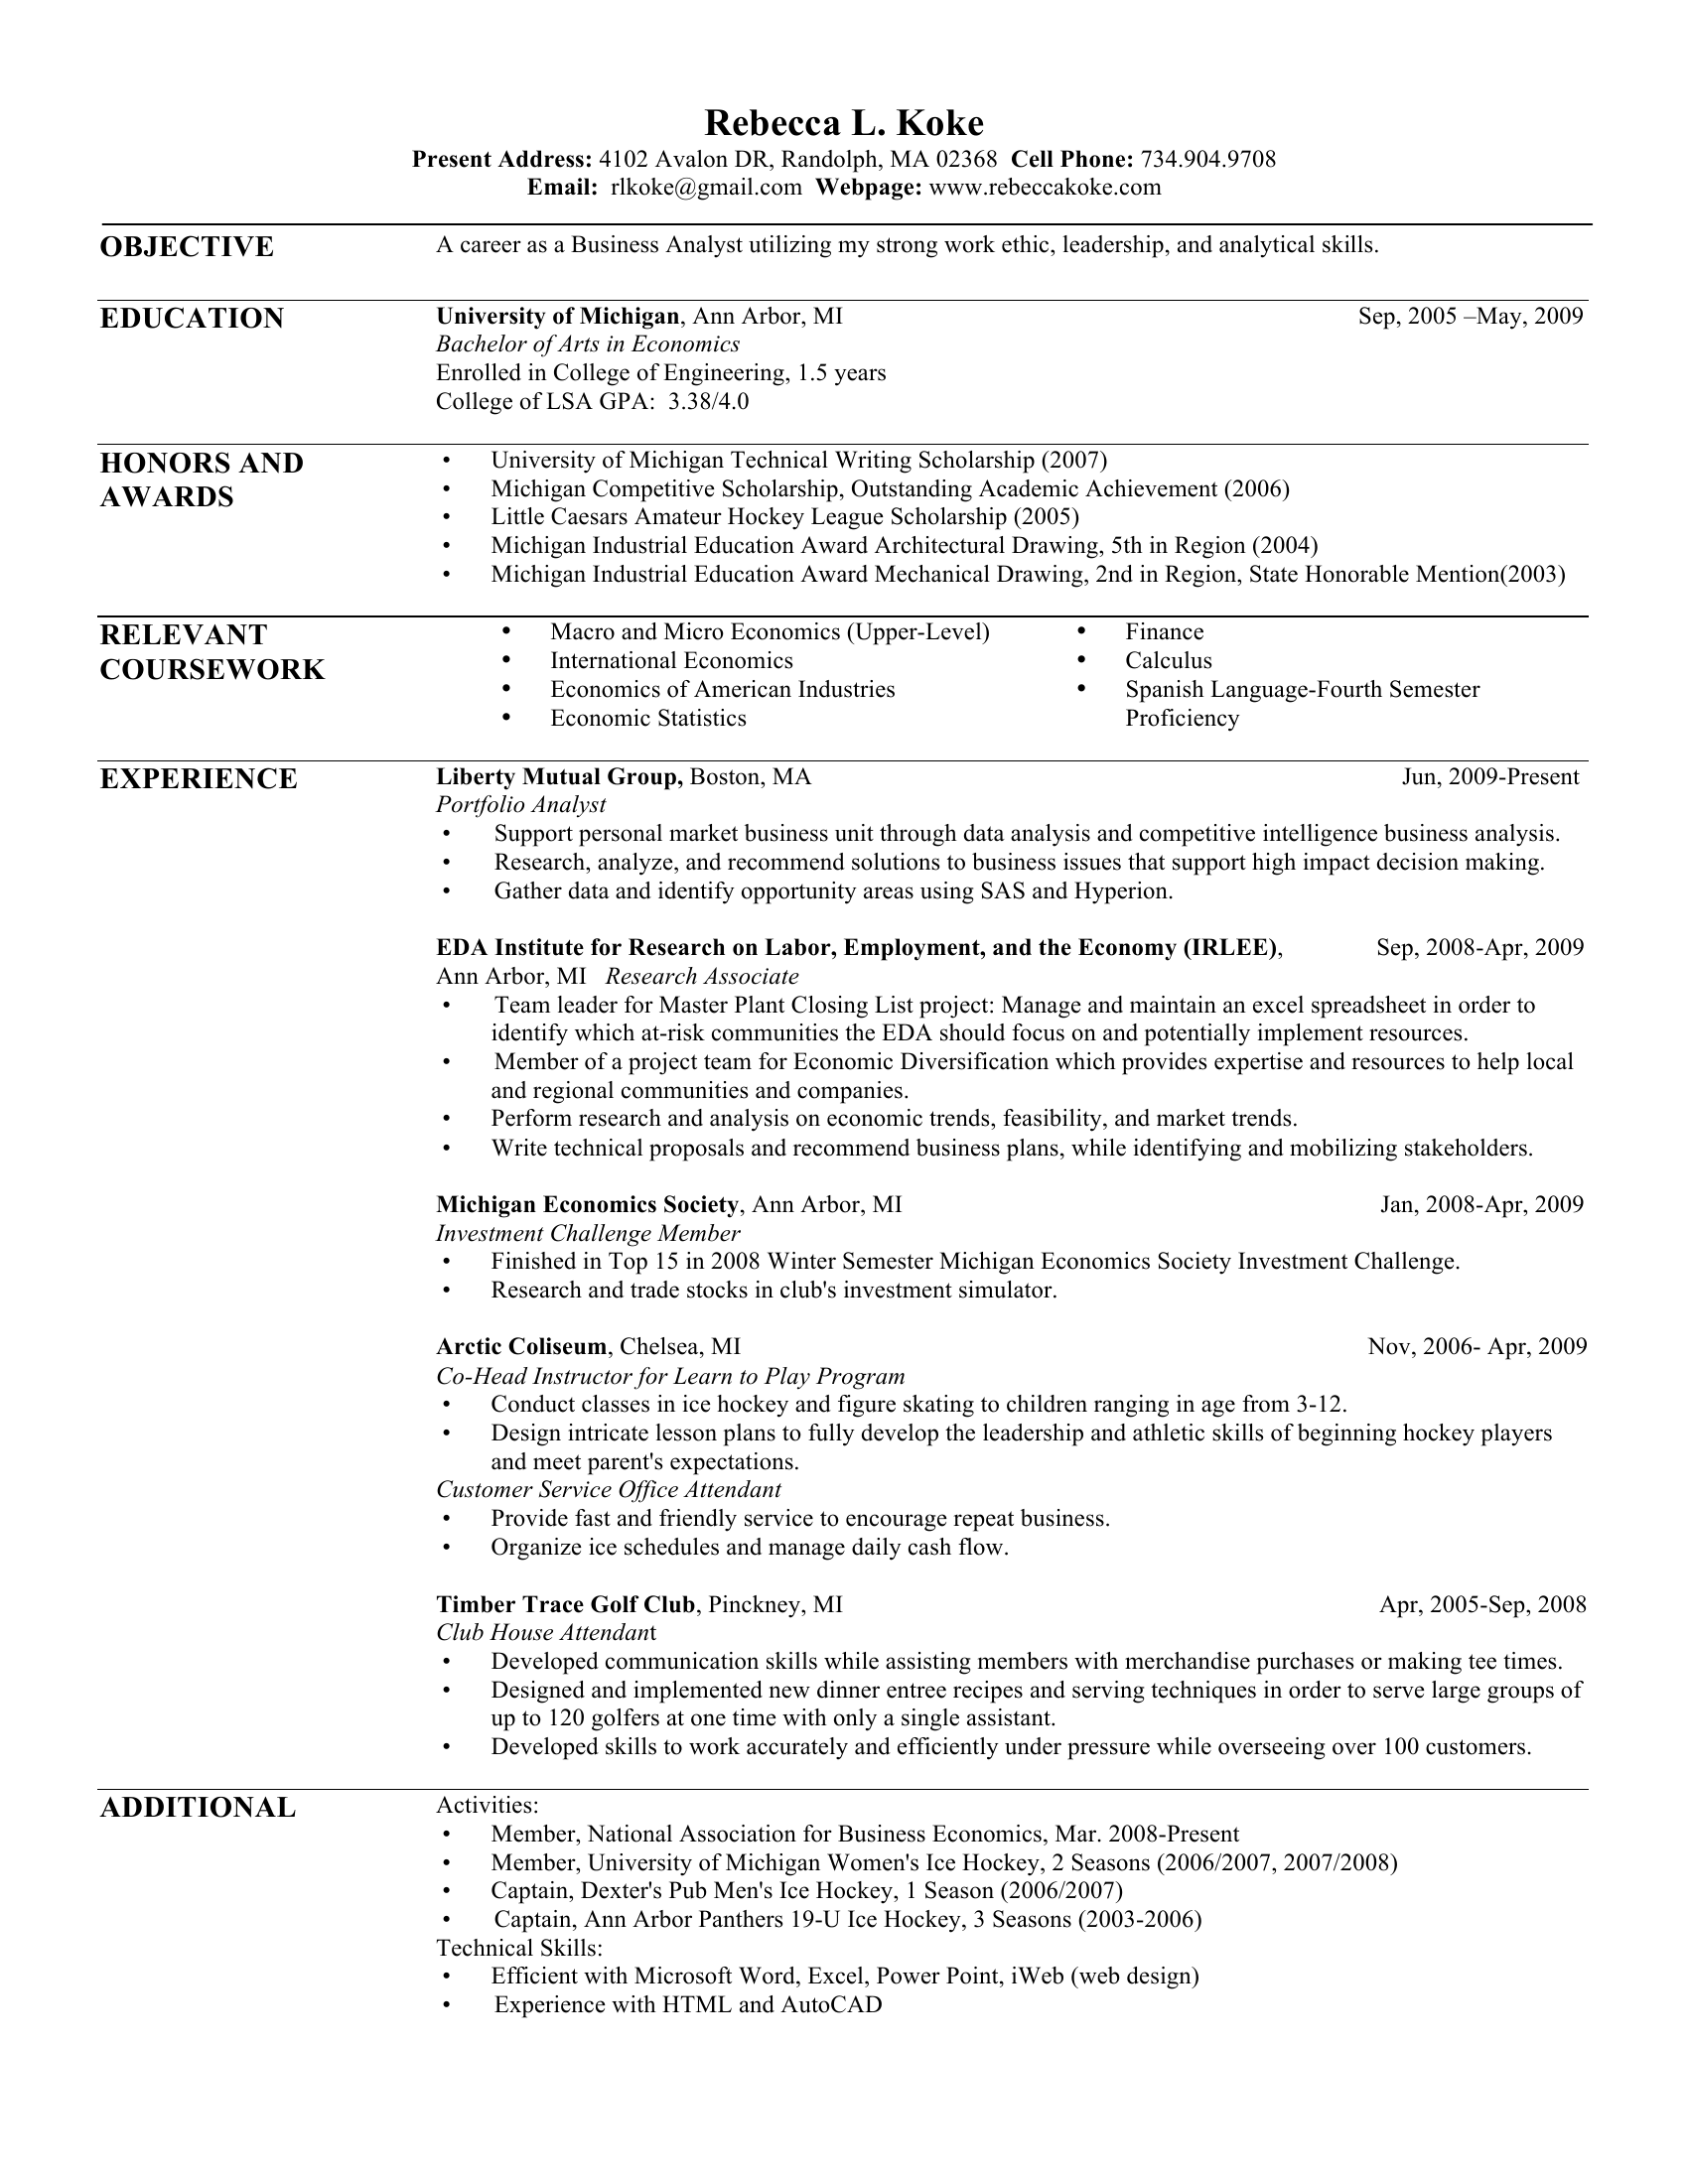 Rebecca L. Koke
Present Address: 4102 Avalon DR, Randolph, MA 02368  Cell Phone: 734.904.9708
Email:  rlkoke@gmail.com  Webpage: www.rebeccakoke.com
OBJECTIVE
A career as a Business Analyst utilizing my strong work ethic, leadership, and analytical skills.
EDUCATION
University of Michigan, Ann Arbor, MI Sep, 2005 –May, 2009
Bachelor of Arts in Economics
Enrolled in College of Engineering, 1.5 years
College of LSA GPA:  3.38/4.0
HONORS AND
AWARDS
• University of Michigan Technical Writing Scholarship (2007)
• Michigan Competitive Scholarship, Outstanding Academic Achievement (2006)
• Little Caesars Amateur Hockey League Scholarship (2005)
• Michigan Industrial Education Award Architectural Drawing, 5th in Region (2004)
• Michigan Industrial Education Award Mechanical Drawing, 2nd in Region, State Honorable Mention(2003)
RELEVANT
COURSEWORK
• Macro and Micro Economics (Upper-Level)
• International Economics
• Economics of American Industries
• Economic Statistics
• Finance
• Calculus
• Spanish Language-Fourth Semester
Proficiency
EXPERIENCE
Liberty Mutual Group, Boston, MA Jun, 2009-Present
Portfolio Analyst
• Support personal market business unit through data analysis and competitive intelligence business analysis.
• Research, analyze, and recommend solutions to business issues that support high impact decision making.
• Gather data and identify opportunity areas using SAS and Hyperion.
EDA Institute for Research on Labor, Employment, and the Economy (IRLEE), Sep, 2008-Apr, 2009
Ann Arbor, MI   Research Associate
• Team leader for Master Plant Closing List project: Manage and maintain an excel spreadsheet in order to
identify which at-risk communities the EDA should focus on and potentially implement resources.
• Member of a project team for Economic Diversification which provides expertise and resources to help local
and regional communities and companies.
• Perform research and analysis on economic trends, feasibility, and market trends.
• Write technical proposals and recommend business plans, while identifying and mobilizing stakeholders.
Michigan Economics Society, Ann Arbor, MI Jan, 2008-Apr, 2009
Investment Challenge Member
• Finished in Top 15 in 2008 Winter Semester Michigan Economics Society Investment Challenge.
• Research and trade stocks in club's investment simulator.
Arctic Coliseum, Chelsea, MI Nov, 2006- Apr, 2009
Co-Head Instructor for Learn to Play Program
• Conduct classes in ice hockey and figure skating to children ranging in age from 3-12.
• Design intricate lesson plans to fully develop the leadership and athletic skills of beginning hockey players
and meet parent's expectations.
Customer Service Office Attendant
• Provide fast and friendly service to encourage repeat business.
• Organize ice schedules and manage daily cash flow.
Timber Trace Golf Club, Pinckney, MI Apr, 2005-Sep, 2008
Club House Attendant
• Developed communication skills while assisting members with merchandise purchases or making tee times.
• Designed and implemented new dinner entree recipes and serving techniques in order to serve large groups of
up to 120 golfers at one time with only a single assistant.
• Developed skills to work accurately and efficiently under pressure while overseeing over 100 customers.
ADDITIONAL
Activities:
• Member, National Association for Business Economics, Mar. 2008-Present
• Member, University of Michigan Women's Ice Hockey, 2 Seasons (2006/2007, 2007/2008)
• Captain, Dexter's Pub Men's Ice Hockey, 1 Season (2006/2007)
• Captain, Ann Arbor Panthers 19-U Ice Hockey, 3 Seasons (2003-2006)
Technical Skills:
• Efficient with Microsoft Word, Excel, Power Point, iWeb (web design)
• Experience with HTML and AutoCAD